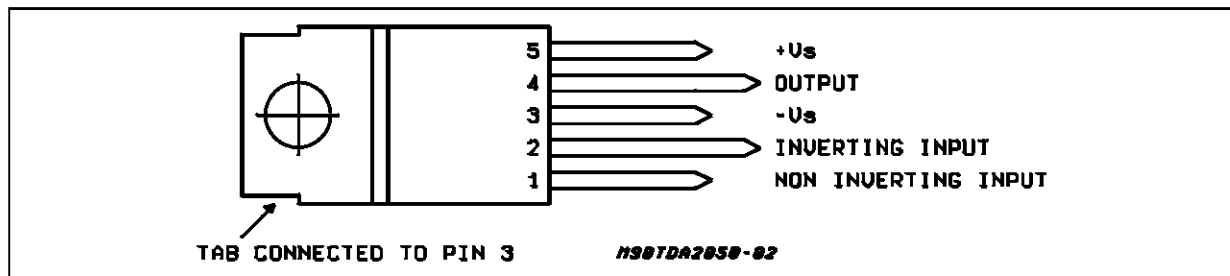 5 +Vs
4 OUTPUT
3 -Vs
2 INVERTING INPUT
1 NON INVERTING INPUT
TAB CONNECTED TO PIN 3
M90TDA2050-02